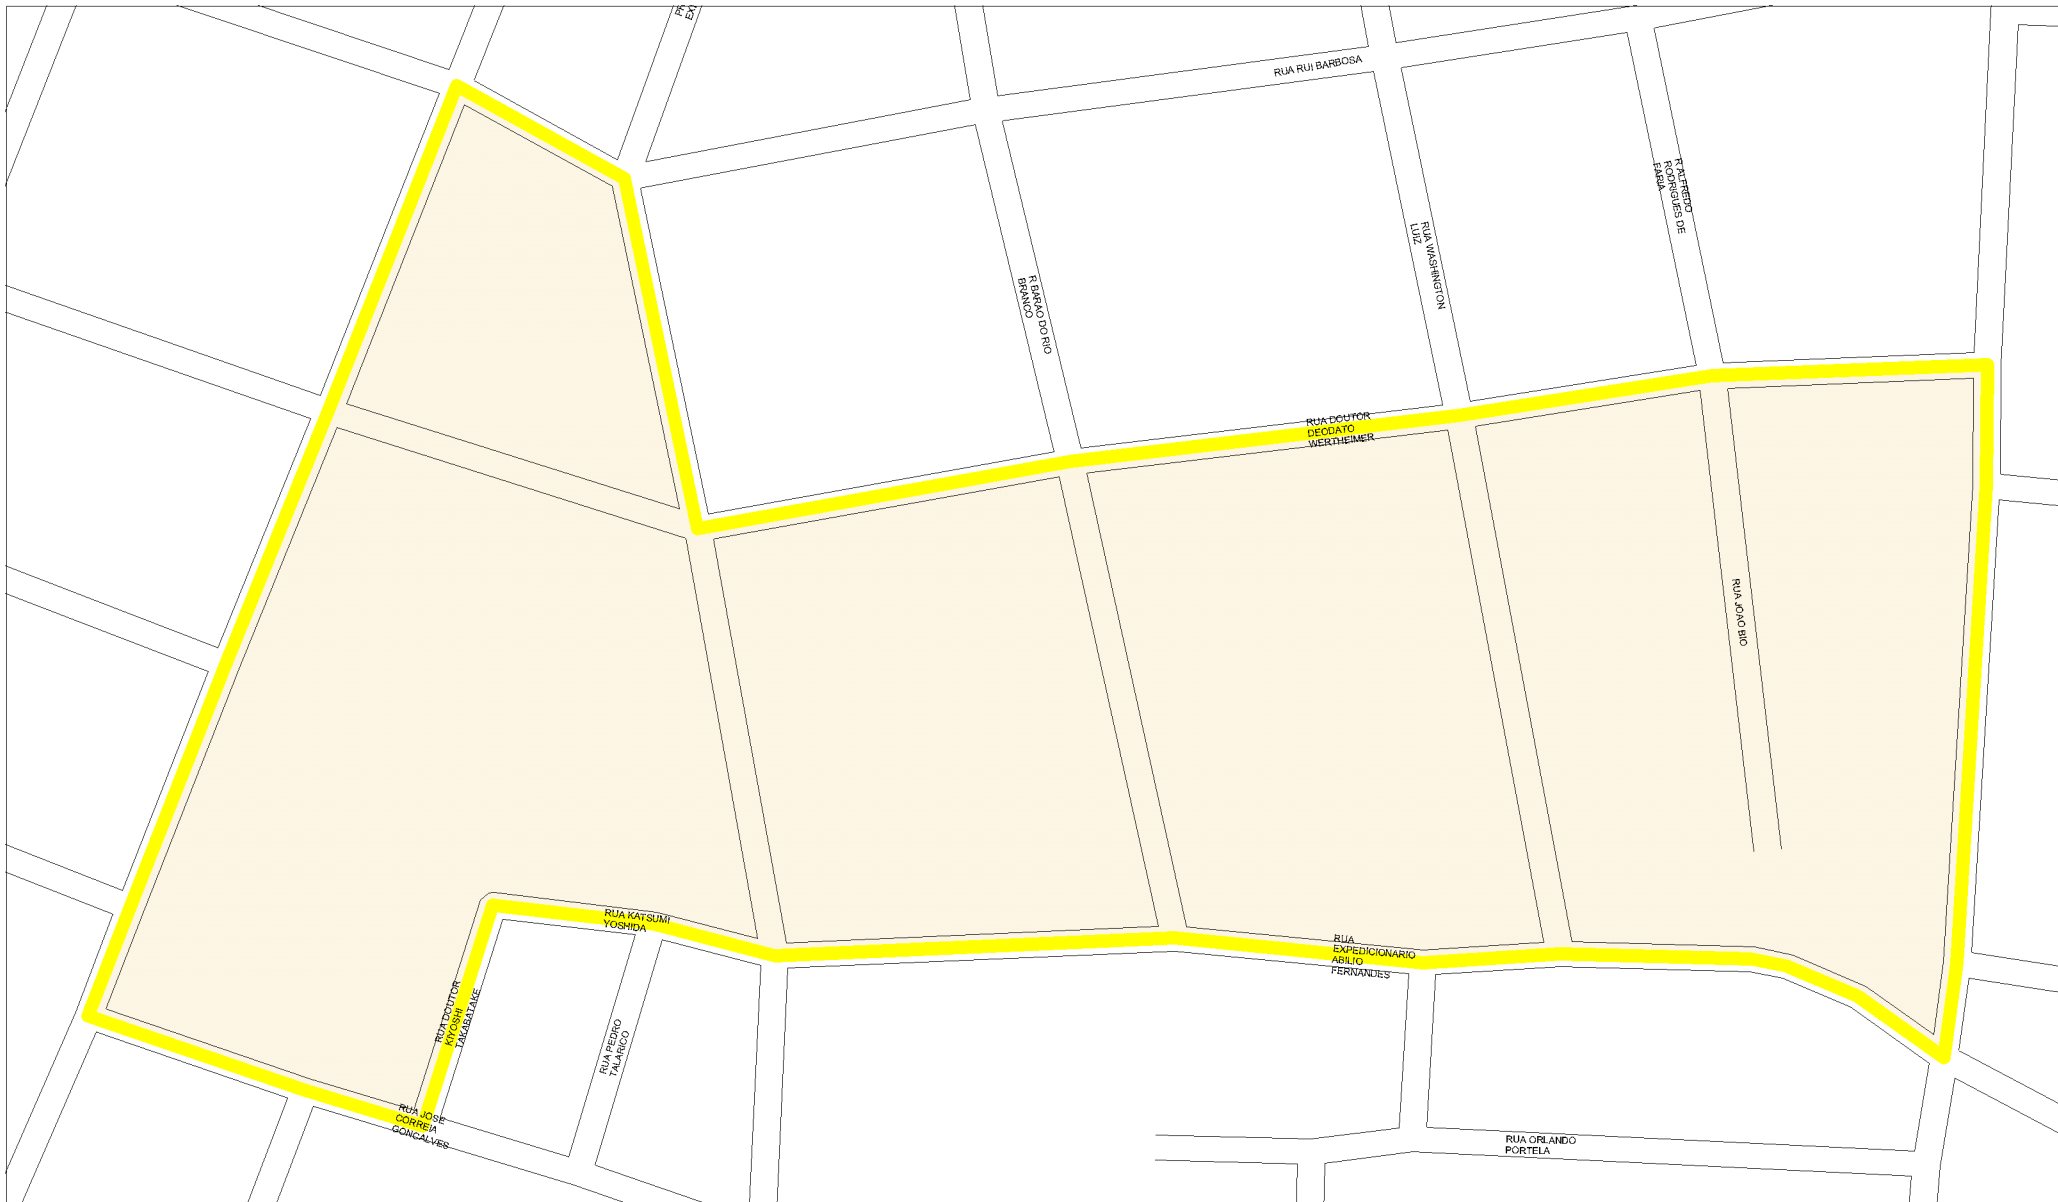 RUA RUI BARBOSA
R ALFREDO
RODRIGUES DE
FARIA
RUA WASHINGTON
LUIZ
R BARAO DO RIO
BRANCO
RUA DOUTOR
DEODATO
WERTHEIMER
RUA JOAO BIO
RUA KATSUMI
YOSHIDA
RUA
EXPEDICIONARIO
ABILIO
FERNANDES
RUA DOUTOR
KIYOSHI
TAKABATAKE
RUA PEDRO
TALARICO
RUA JOSE
CORREIA
GONCALVES
RUA ORLANDO
PORTELA